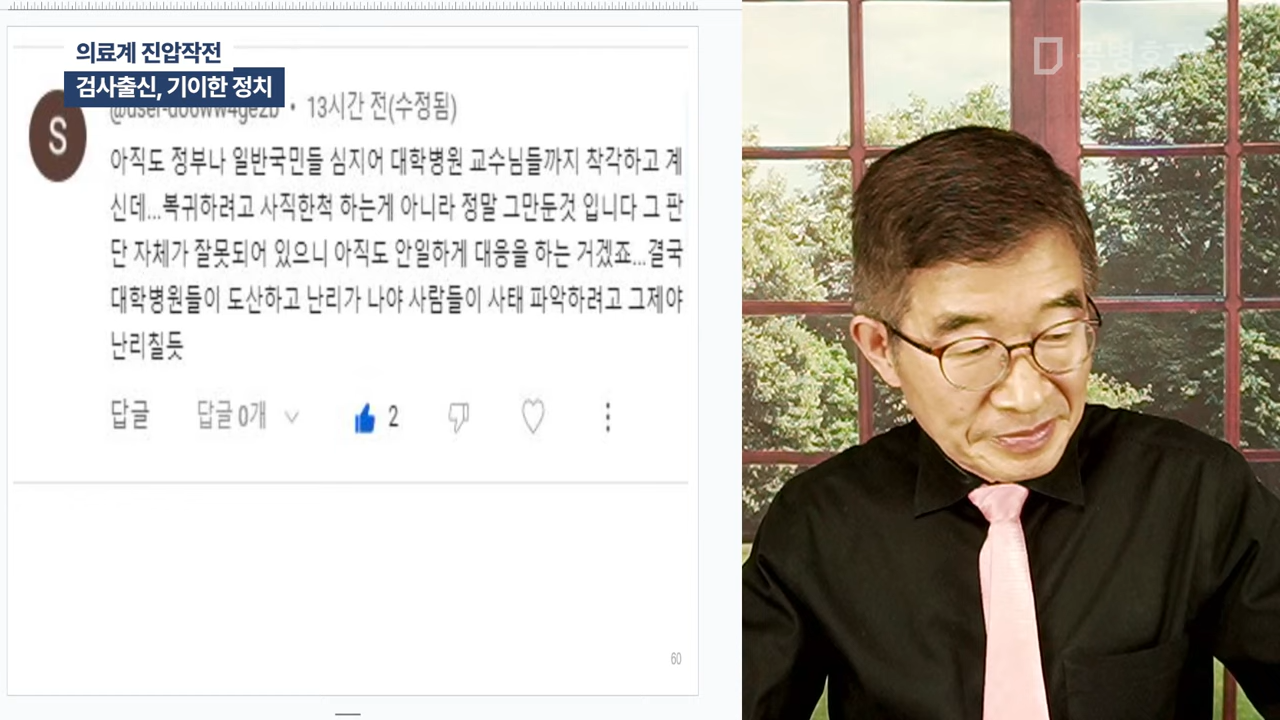 의료계 진압작전
검사출신, 기이한 정치
S
• 13시간 전(수정됨)
아직도 정부나 일반국민들 심지어 대학병원 교수님들까지 착각하고 계
신데...복귀하려고 사직한척 하는게 아니라 정말 그만둔것 입니다 그 판
단 자체가 잘못되어 있으니 아직도 안일하게 대응을 하는 거겠죠...결국
대학병원들이 도산하고 난리가 나야 사람들이 사태 파악하려고 그제야
난리칠듯
답글 답글 0개 2
60